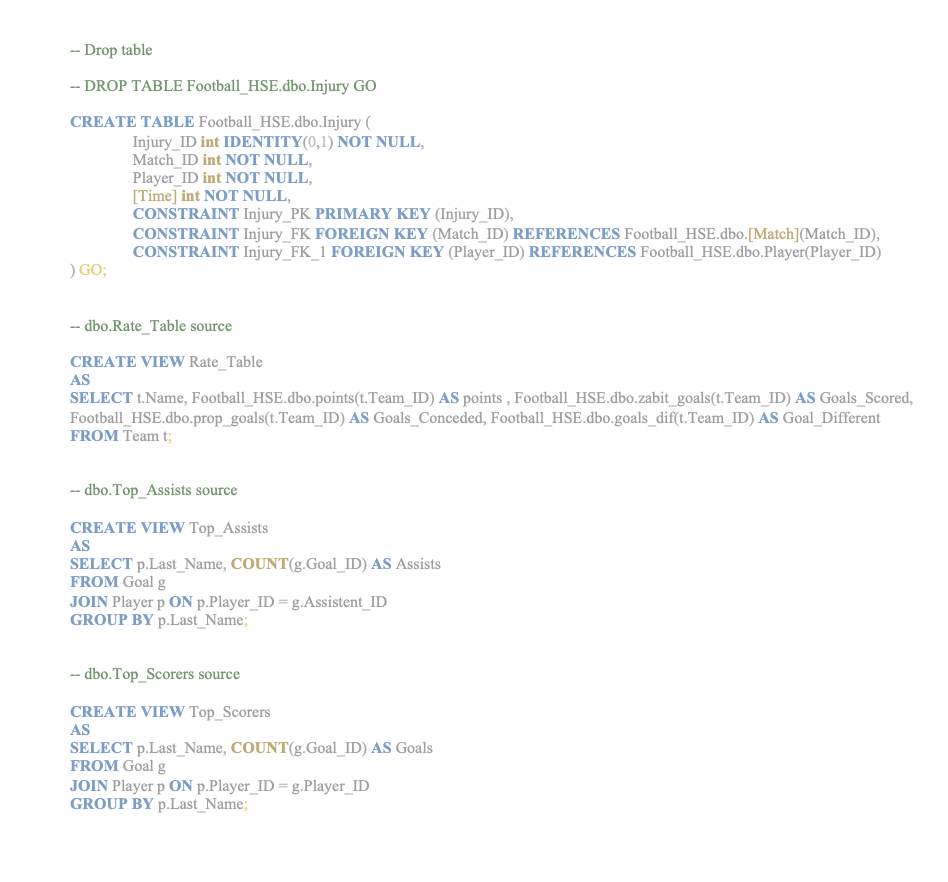 -- Drop table
-- DROP TABLE Football_HSE.dbo.Injury GO
CREATE TABLE Football_HSE.dbo.Injury (
Injury_ID int IDENTITY(0,1) NOT NULL,
Match_ID int NOT NULL,
Player_ID int NOT NULL,
[Time] int NOT NULL,
CONSTRAINT Injury_PK PRIMARY KEY (Injury_ID),
CONSTRAINT Injury_FK FOREIGN KEY (Match_ID) REFERENCES Football_HSE.dbo.[Match](Match_ID),
CONSTRAINT Injury_FK_1 FOREIGN KEY (Player_ID) REFERENCES Football_HSE.dbo.Player(Player_ID)
) GO;
-- dbo.Rate_Table source
CREATE VIEW Rate_Table
AS
SELECT t.Name, Football_HSE.dbo.points(t.Team_ID) AS points , Football_HSE.dbo.zabit_goals(t.Team_ID) AS Goals_Scored,
Football_HSE.dbo.prop_goals(t.Team_ID) AS Goals_Conceded, Football_HSE.dbo.goals_dif(t.Team_ID) AS Goal_Different
FROM Team t;
-- dbo.Top_Assists source
CREATE VIEW Top_Assists
AS
SELECT p.Last_Name, COUNT(g.Goal_ID) AS Assists
FROM Goal g
JOIN Player p ON p.Player_ID = g.Assistent_ID
GROUP BY p.Last_Name;
-- dbo.Top_Scorers source
CREATE VIEW Top_Scorers
AS
SELECT p.Last_Name, COUNT(g.Goal_ID) AS Goals
FROM Goal g
JOIN Player p ON p.Player_ID = g.Player_ID
GROUP BY p.Last_Name;